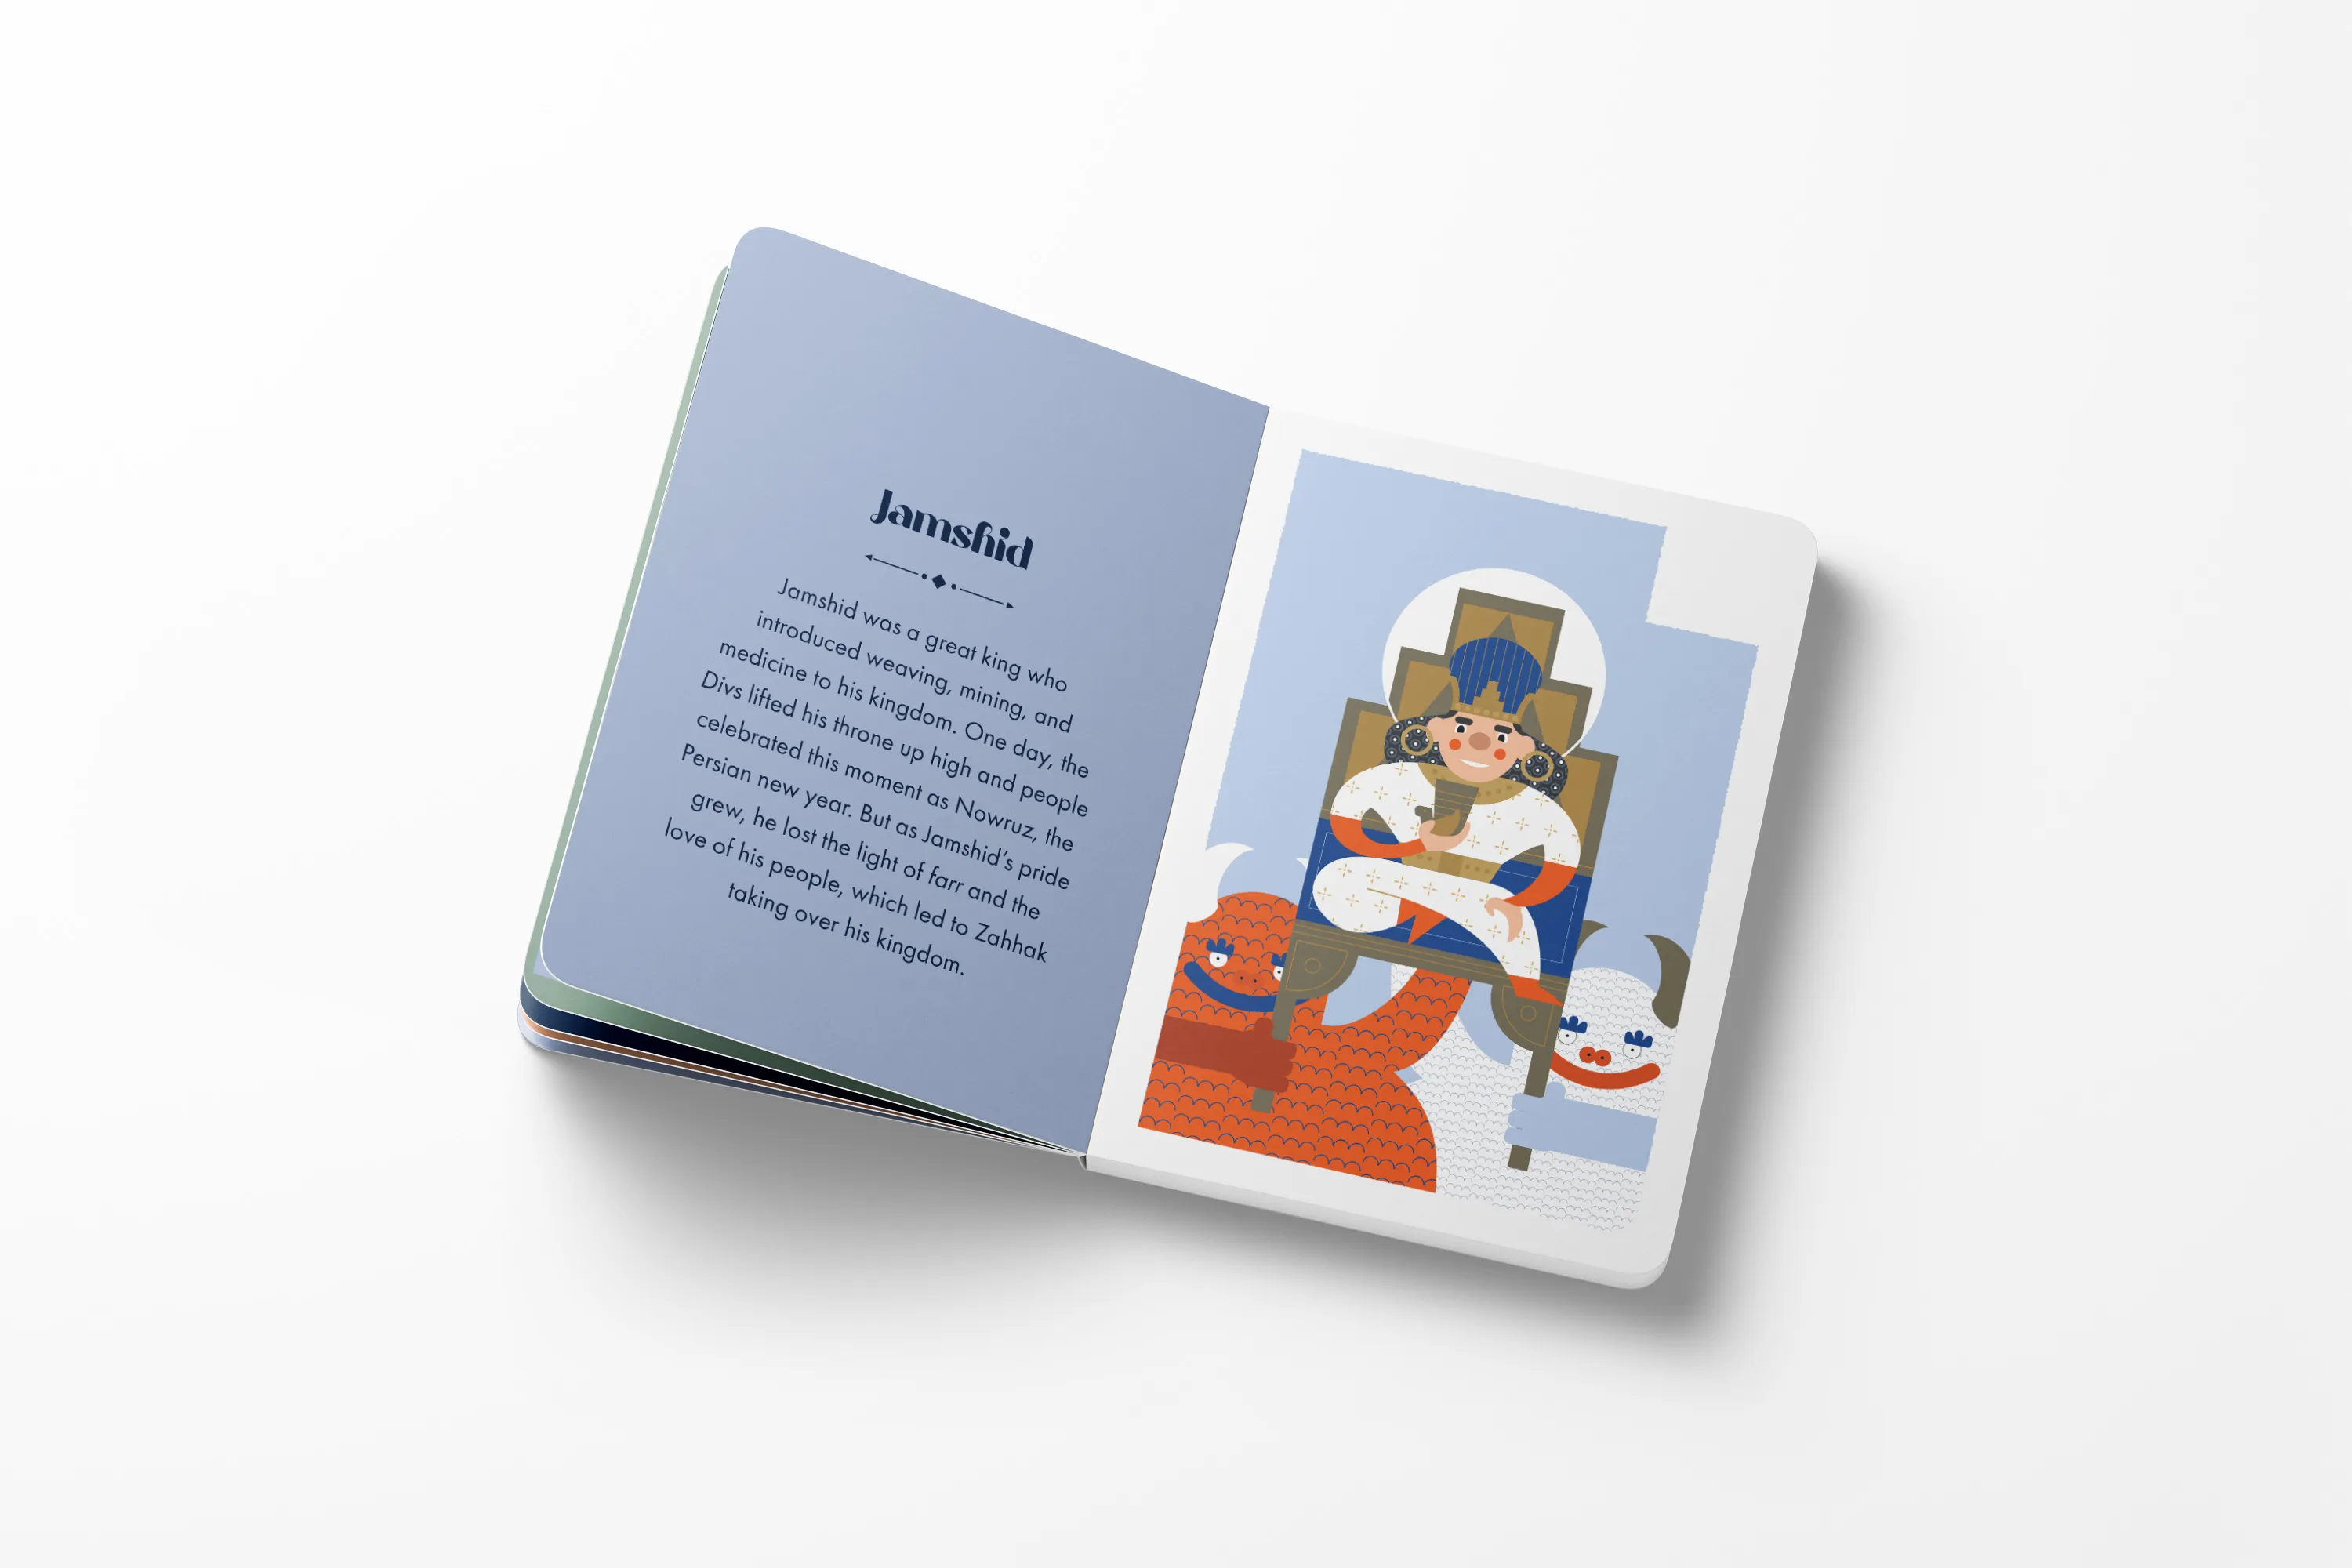 Jamshid
Jamshid was a great king who
introduced weaving, mining, and
medicine to his kingdom. One day, the
Divs lifted his throne up high and people
celebrated this moment as Nowruz, the
Persian new year. But as Jamshid’s pride
grew, he lost the light of farr and the
love of his people, which led to Zahhak
taking over his kingdom.